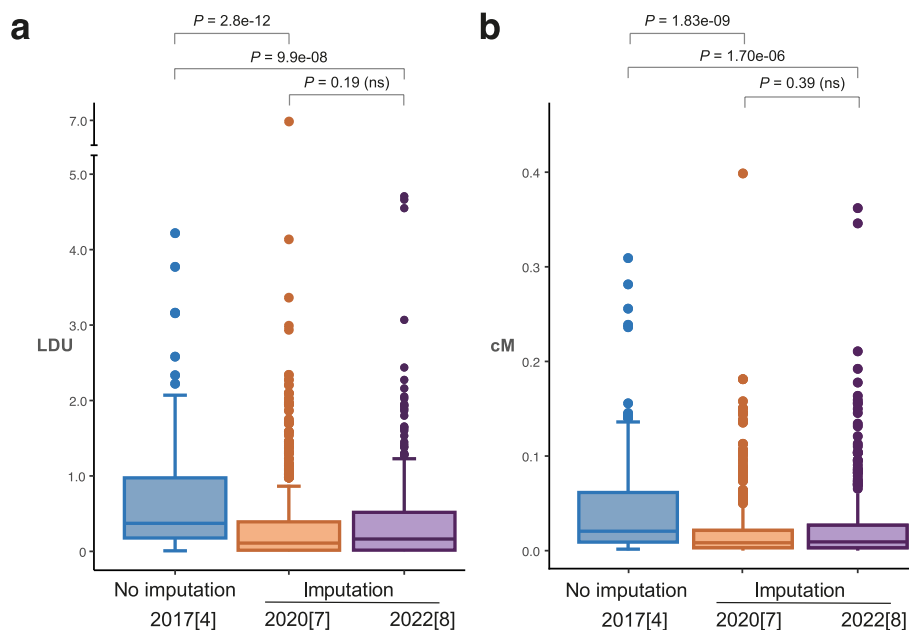 a
P = 2.8e-12
P = 9.9e-08
P = 0.19 (ns)
7.0
5.0
4.0
3.0
2.0
1.0
0
LDU
No imputation
Imputation
2017[4]
2020[7]
2022[8]
b
P = 1.83e-09
P = 1.70e-06
P = 0.39 (ns)
0.4
0.3
0.2
0.1
0.0
cM
No imputation
Imputation
2017[4]
2020[7]
2022[8]